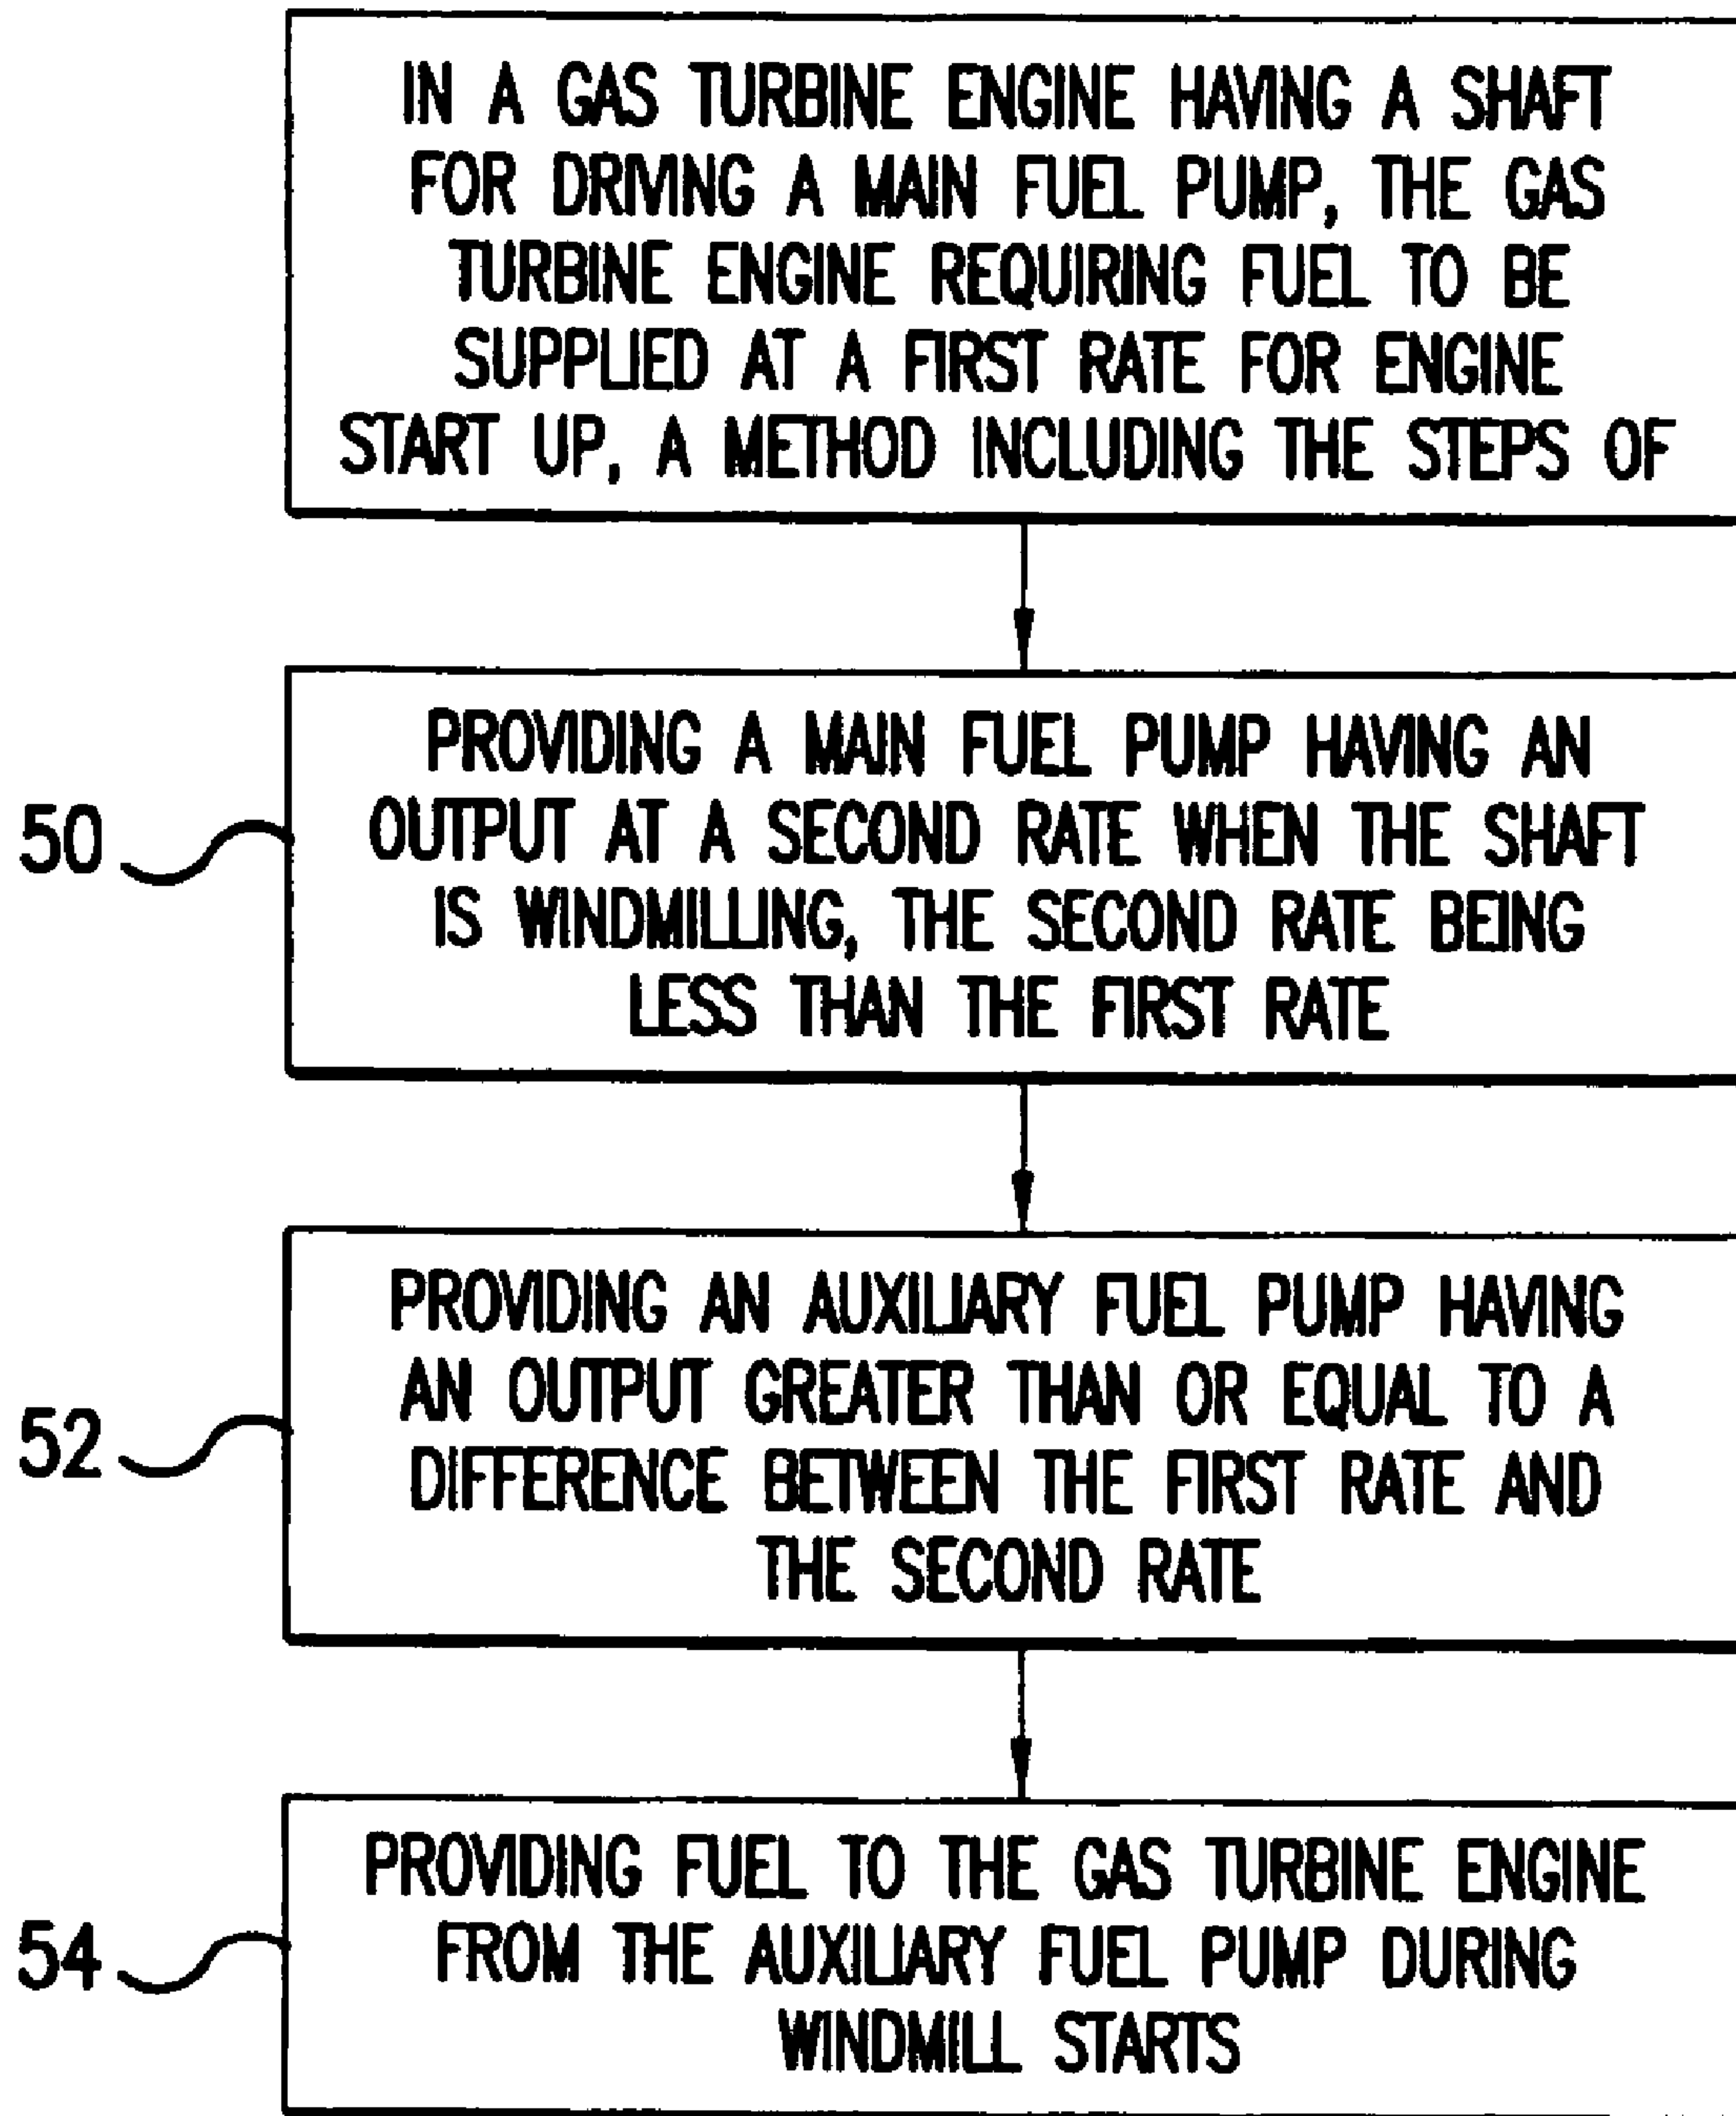 IN A GAS TURBINE ENGINE HAVING A SHAFT
FOR DRIVING A MAIN FUEL PUMP, THE GAS
TURBINE ENGINE REQUIRING FUEL TO BE
SUPPLIED AT A FIRST RATE FOR ENGINE
START UP, A METHOD INCLUDING THE STEPS OF
50
PROVIDING A MAIN FUEL PUMP HAVING AN
OUTPUT AT A SECOND RATE WHEN THE SHAFT
IS WINDMILLING, THE SECOND RATE BEING
LESS THAN THE FIRST RATE
52
PROVIDING AN AUXILIARY FUEL PUMP HAVING
AN OUTPUT GREATER THAN OR EQUAL TO A
DIFFERENCE BETWEEN THE FIRST RATE AND
THE SECOND RATE
54
PROVIDING FUEL TO THE GAS TURBINE ENGINE
FROM THE AUXILIARY FUEL PUMP DURING
WINDMILL STARTS